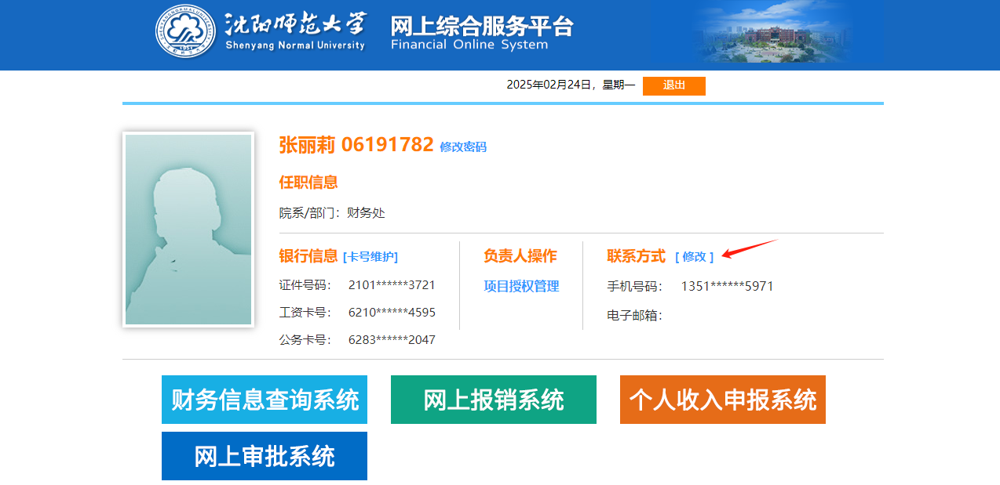 沈阳师范大学
Shenyang Normal University
网上综合服务平台
Financial Online System
2025年02月24日，星期一
退出
张丽莉 06191782 修改密码
任职信息
院系/部门： 财务处
银行信息 [卡号维护]
证件号码： 2101******3721
工资卡号： 6210******4595
公务卡号： 6283******2047
负责人操作
项目授权管理
联系方式 [ 修改 ]
手机号码： 1351******5971
电子邮箱：
财务信息查询系统
网上报销系统
个人收入申报系统
网上审批系统